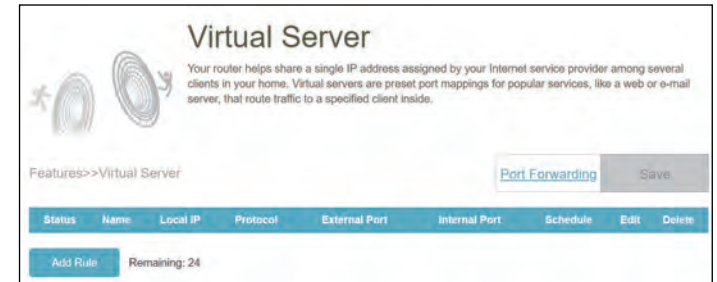 Virtual Server
Your router helps share a single IP address assigned by your Internet service provider among several
clients in your home. Virtual servers are preset port mappings for popular services, like a web or e-mail
server, that route traffic to a specified client inside.
Features>>Virtual Server
Port Forwarding
Save
Status Name Local IP Protocol External Port Internal Port Schedule Edit Delete
Add Rule Remaining: 24